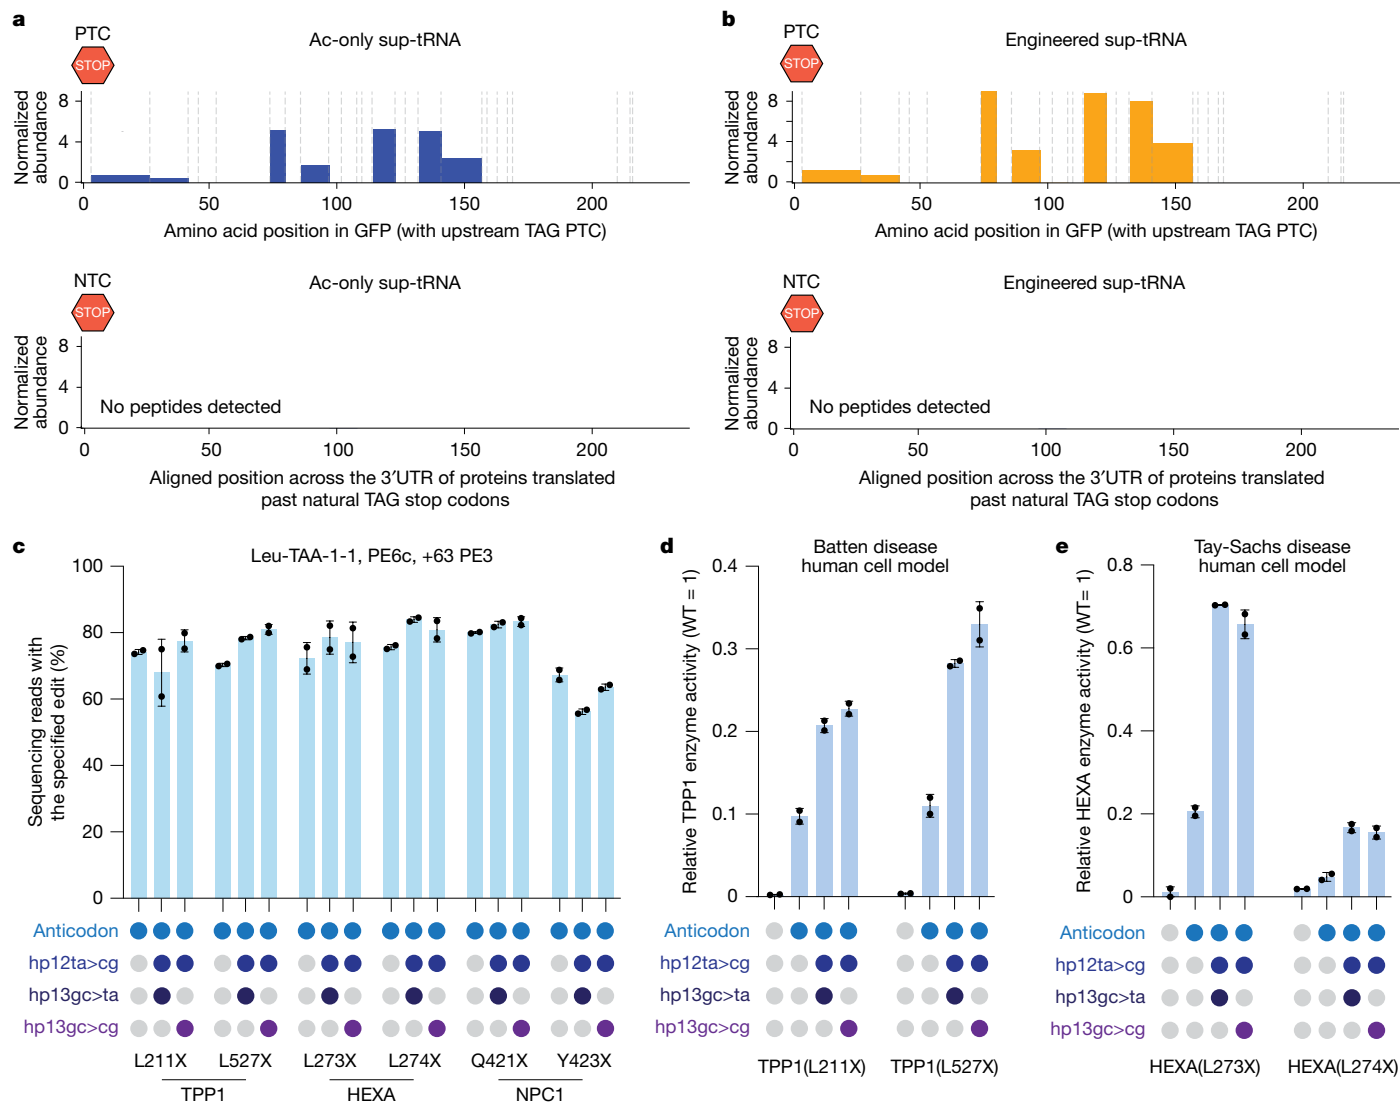 a
PTC
STOP
Ac-only sup-tRNA
Normalized
abundance
8
4
0
0 50 100 150 200
Amino acid position in GFP (with upstream TAG PTC)
NTC
STOP
Ac-only sup-tRNA
Normalized
abundance
8
4
0
No peptides detected
0 50 100 150 200
Aligned position across the 3′UTR of proteins translated
past natural TAG stop codons
b
PTC
STOP
Engineered sup-tRNA
Normalized
abundance
8
4
0
0 50 100 150 200
Amino acid position in GFP (with upstream TAG PTC)
NTC
STOP
Engineered sup-tRNA
Normalized
abundance
8
4
0
No peptides detected
0 50 100 150 200
Aligned position across the 3′UTR of proteins translated
past natural TAG stop codons
c
Leu-TAA-1-1, PE6c, +63 PE3
Sequencing reads with
the specified edit (%)
100
80
60
40
20
0
Anticodon
hp12ta>cg
hp13gc>ta
hp13gc>cg
L211X L527X L273X L274X Q421X Y423X
TPP1 HEXA NPC1
d
Batten disease
human cell model
Relative TPP1 enzyme activity (WT = 1)
0.4
0.3
0.2
0.1
0
Anticodon
hp12ta>cg
hp13gc>ta
hp13gc>cg
TPP1(L211X) TPP1(L527X)
e
Tay-Sachs disease
human cell model
Relative HEXA enzyme activity (WT= 1)
0.8
0.6
0.4
0.2
0
Anticodon
hp12ta>cg
hp13gc>ta
hp13gc>cg
HEXA(L273X) HEXA(L274X)